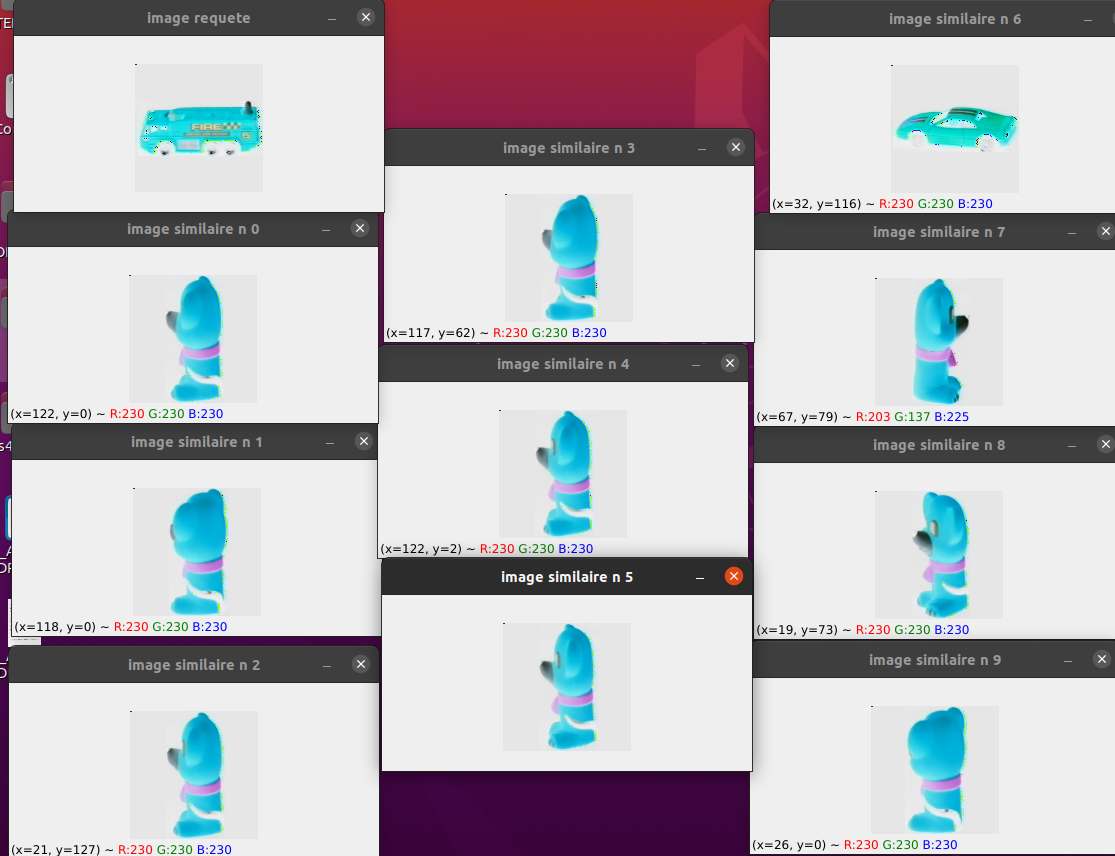 image requete
FIRE
image similaire n 0
(x=122, y=0) ~ R:230 G:230 B:230
image similaire n 1
(x=118, y=0) ~ R:230 G:230 B:230
image similaire n 2
(x=21, y=127) ~ R:230 G:230 B:230
image similaire n 3
(x=117, y=62) ~ R:230 G:230 B:230
image similaire n 4
(x=122, y=2) ~ R:230 G:230 B:230
image similaire n 5
image similaire n 6
(x=32, y=116) ~ R:230 G:230 B:230
image similaire n 7
(x=67, y=79) ~ R:203 G:137 B:225
image similaire n 8
(x=19, y=73) ~ R:230 G:230 B:230
image similaire n 9
(x=26, y=0) ~ R:230 G:230 B:230